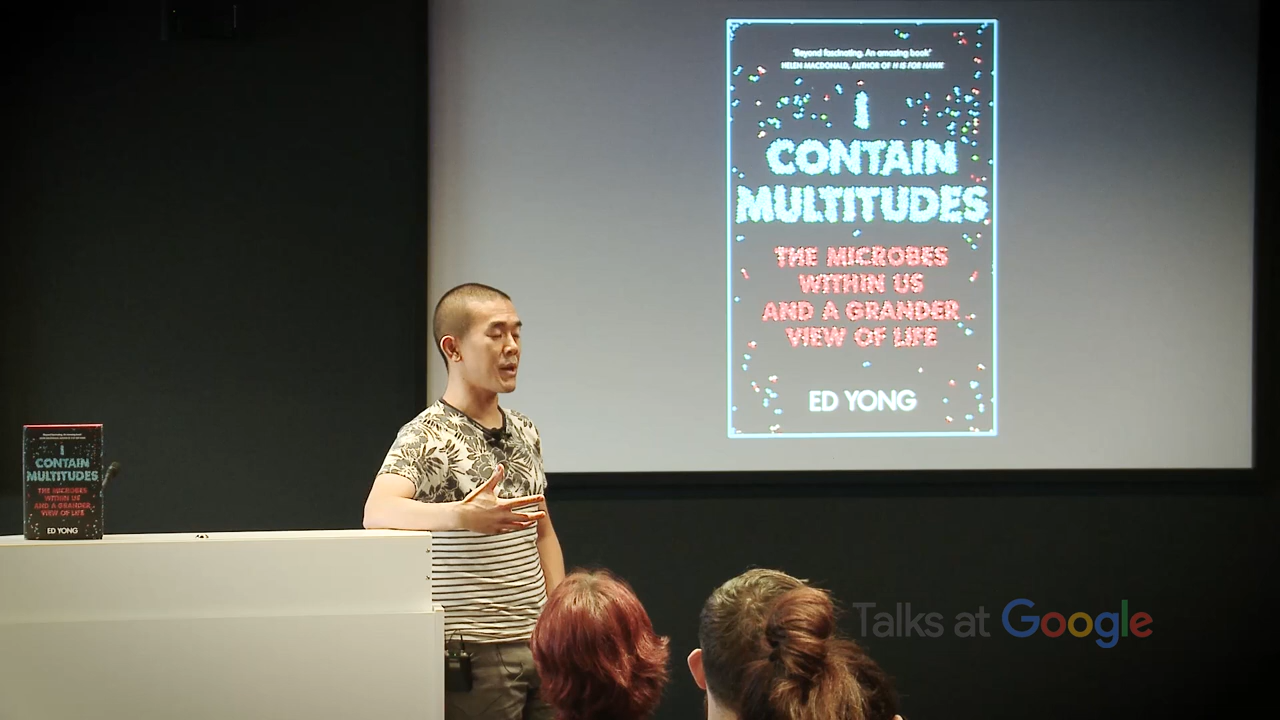 'Beyond fascinating. An amazing book'
HELEN MACDONALD, AUTHOR OF H IS FOR HAWK
I
CONTAIN
MULTITUDES
THE MICROBES
WITHIN US
AND A GRANDER
VIEW OF LIFE
ED YONG
I
CONTAIN
MULTITUDES
THE MICROBES
WITHIN US
AND A GRANDER
VIEW OF LIFE
ED YONG
Talks at Google